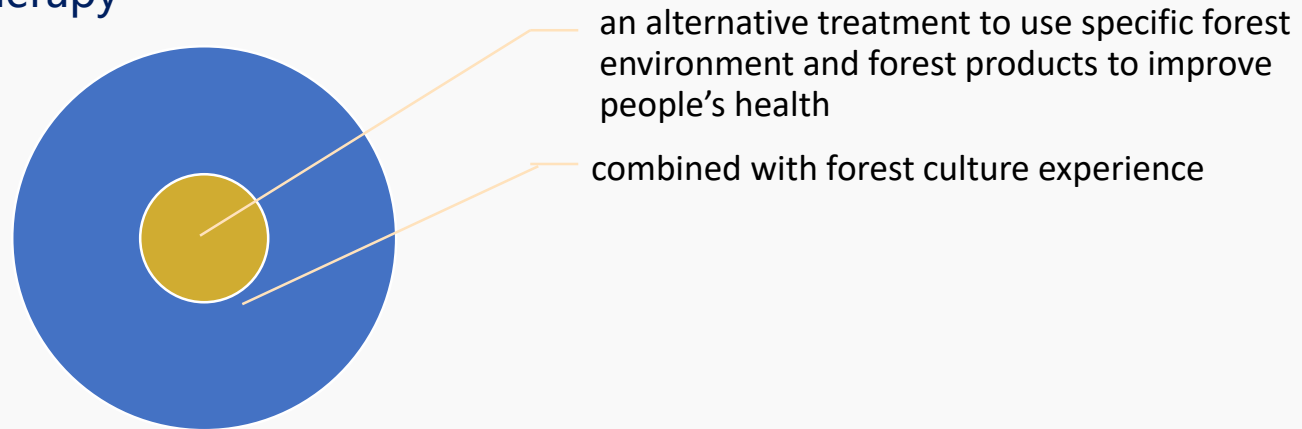 an alternative treatment to use specific forest
environment and forest products to improve
people's health
combined with forest culture experience